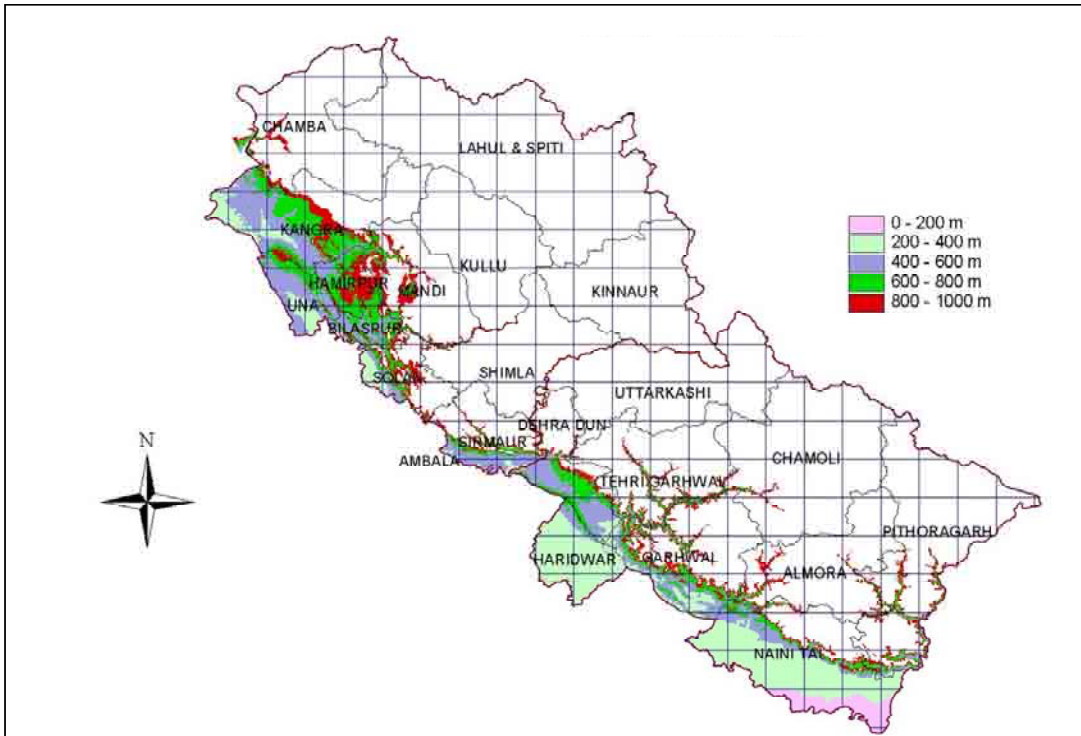 CHAMBA
LAHUL & SPITI
0 - 200 m
200 - 400 m
400 - 600 m
600 - 800 m
800 - 1000 m
KANGRA
KULLU
HAMIRPUR
MANDI
KINNAUR
UNA
BILASPUR
SHIMLA
SOLAN
UTTARKASHI
DEHRA DUN
SIRMAUR
AMBALA
CHAMOLI
N
TEHRI GARHWAL
PITHORAGARH
HARIDWAR
GARHWAL
ALMORA
NAINI TAL